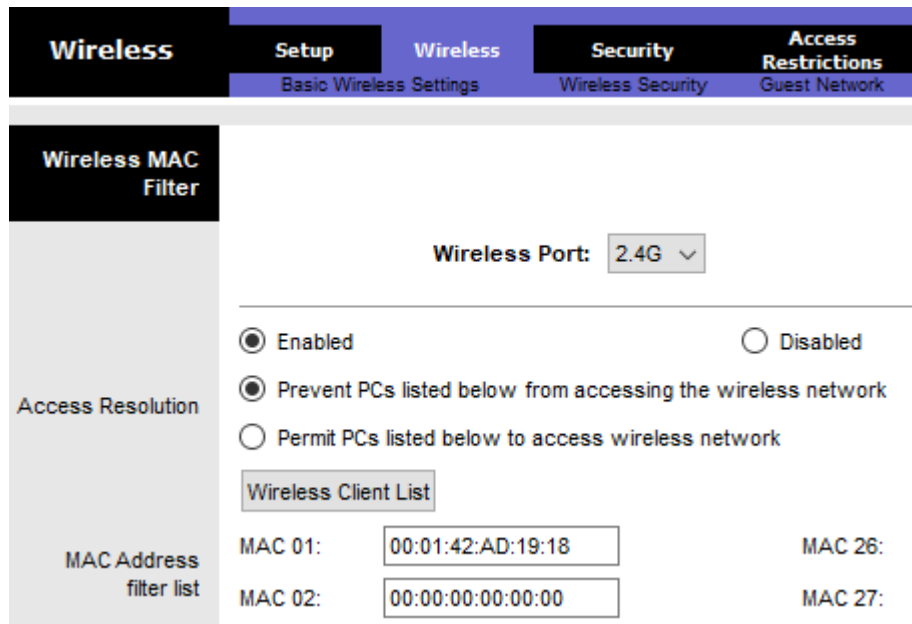 Wireless Setup Wireless Security Access Restrictions
Basic Wireless Settings Wireless Security Guest Network
Wireless MAC Filter
Wireless Port: 2.4G
Enabled Disabled
Access Resolution
Prevent PCs listed below from accessing the wireless network
Permit PCs listed below to access wireless network
Wireless Client List
MAC Address filter list
MAC 01: 00:01:42:AD:19:18 MAC 26:
MAC 02: 00:00:00:00:00:00 MAC 27: